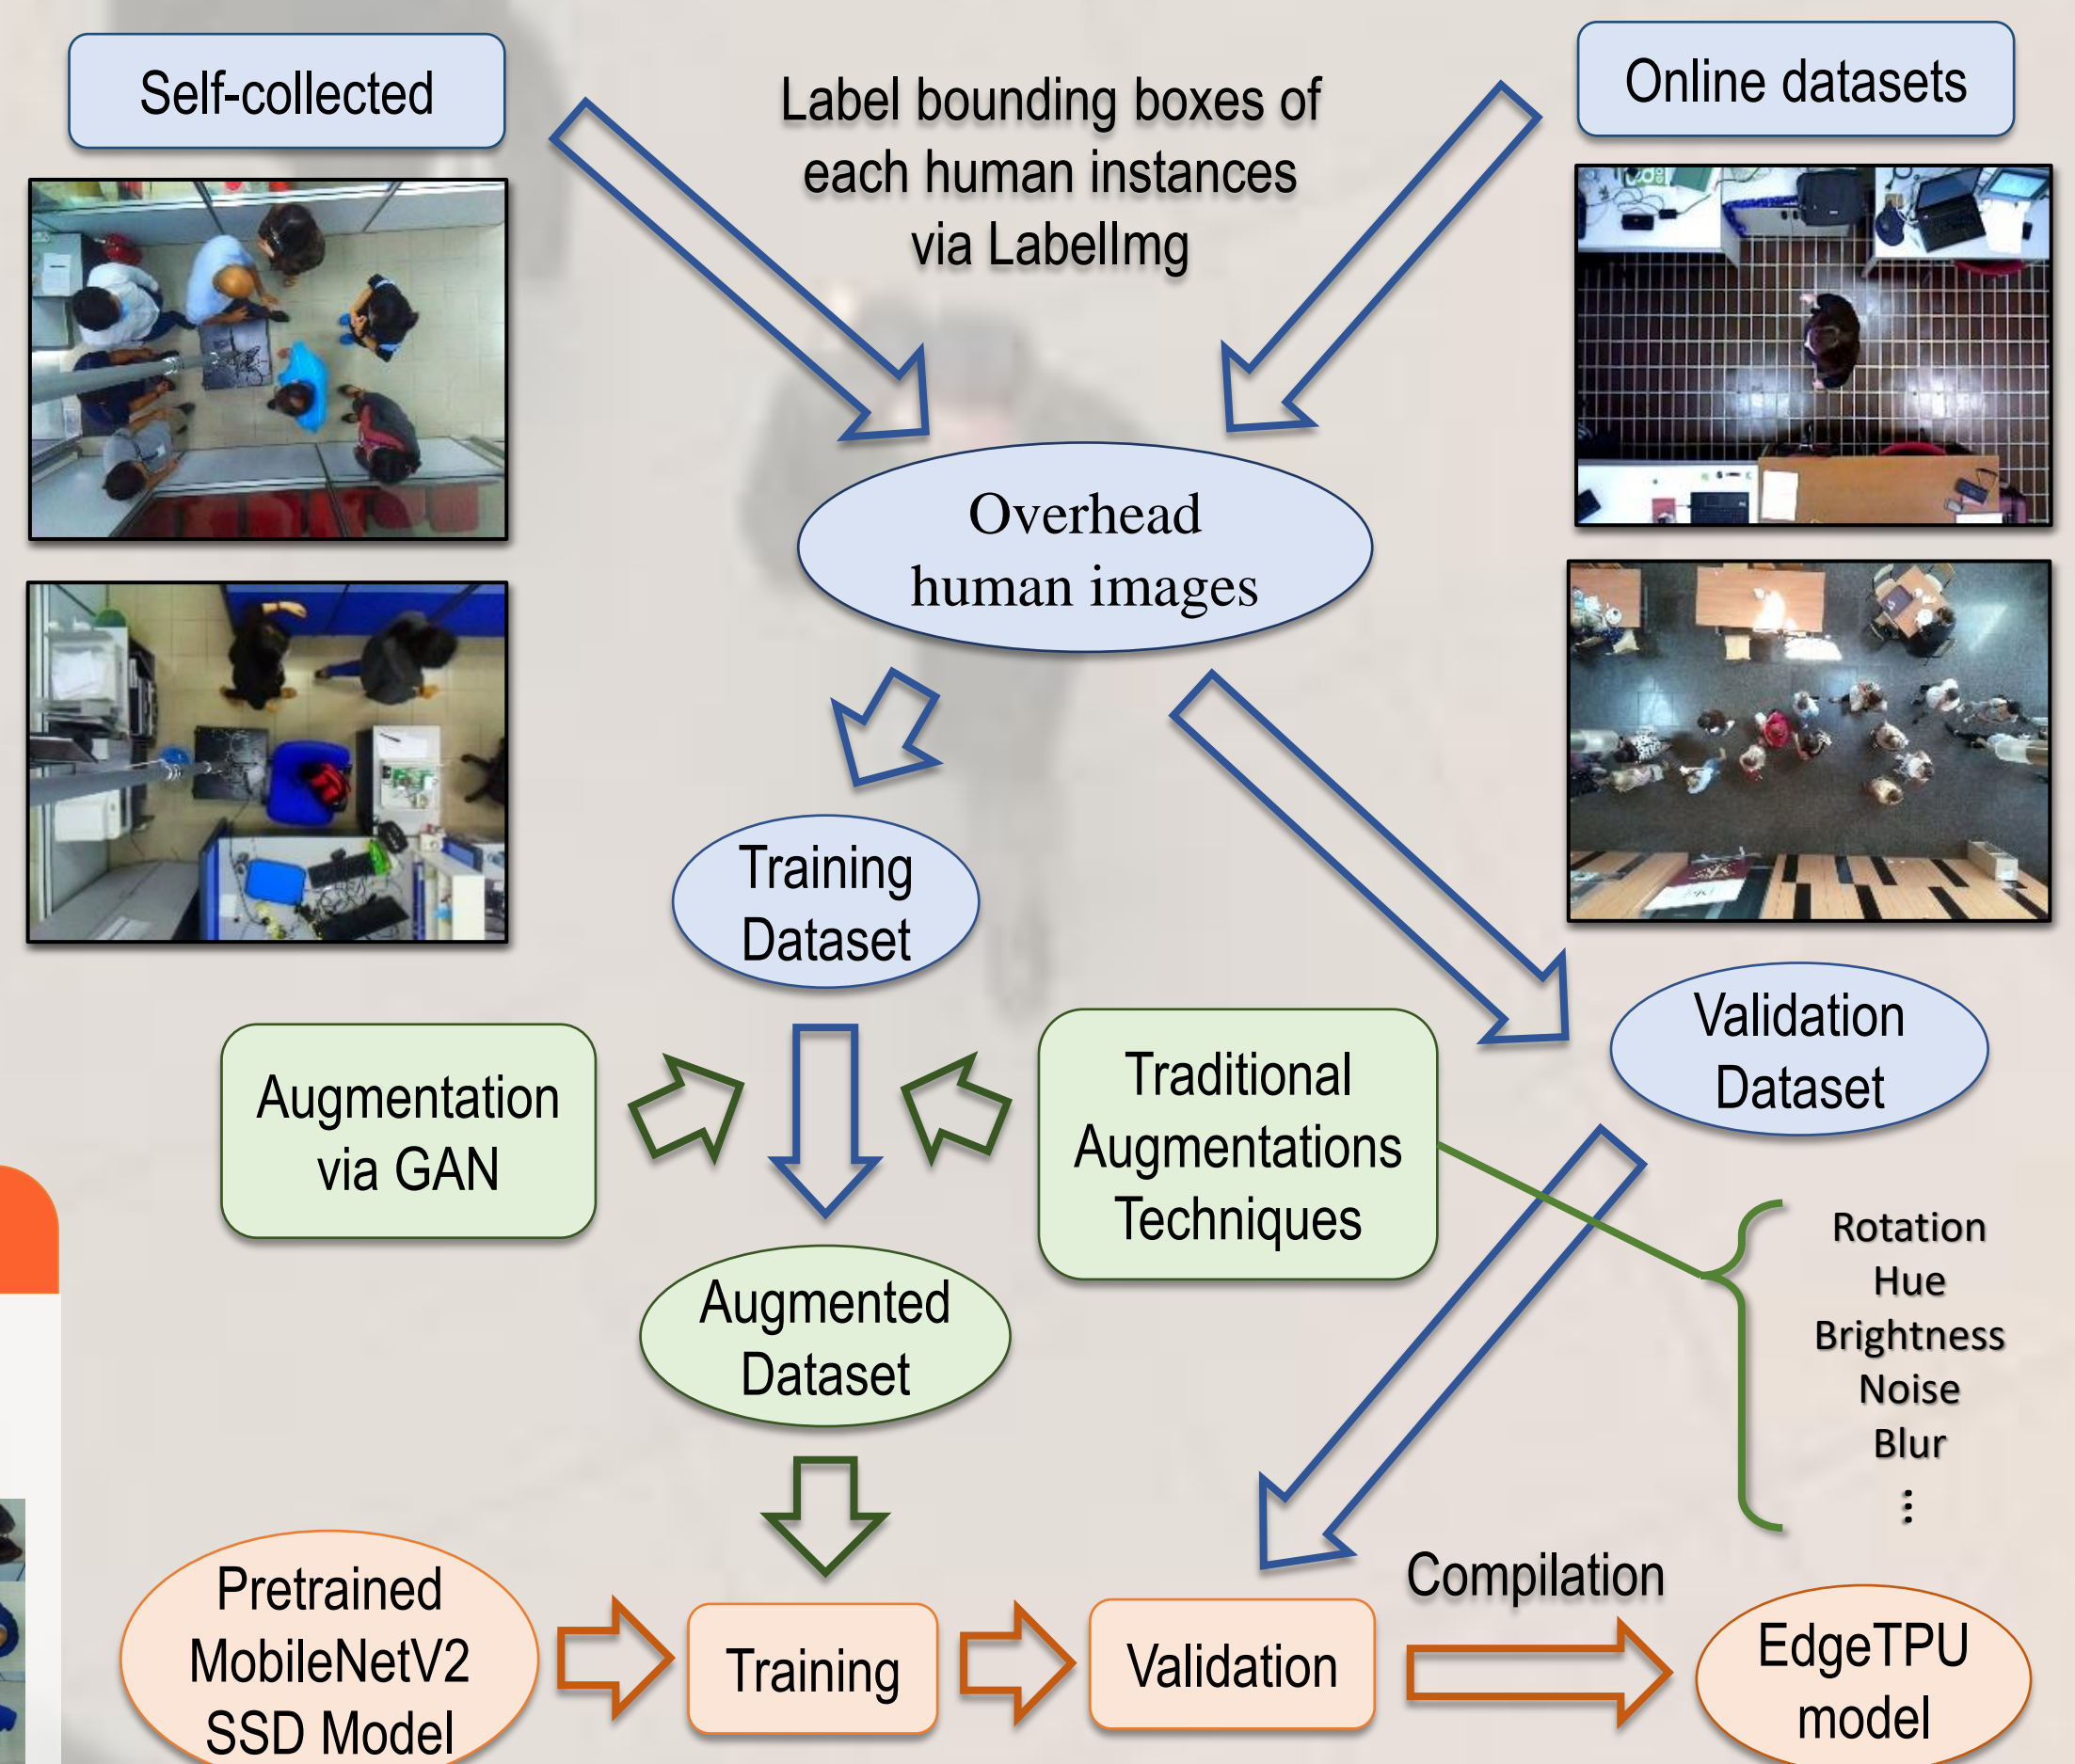 Self-collected
Label bounding boxes of
each human instances
via LabelImg
Online datasets
Overhead
human images
Training
Dataset
Validation
Dataset
Augmentation
via GAN
Traditional
Augmentations
Techniques
Rotation
Hue
Brightness
Noise
Blur
⋮
Augmented
Dataset
Pretrained
MobileNetV2
SSD Model
Training
Validation
Compilation
EdgeTPU
model